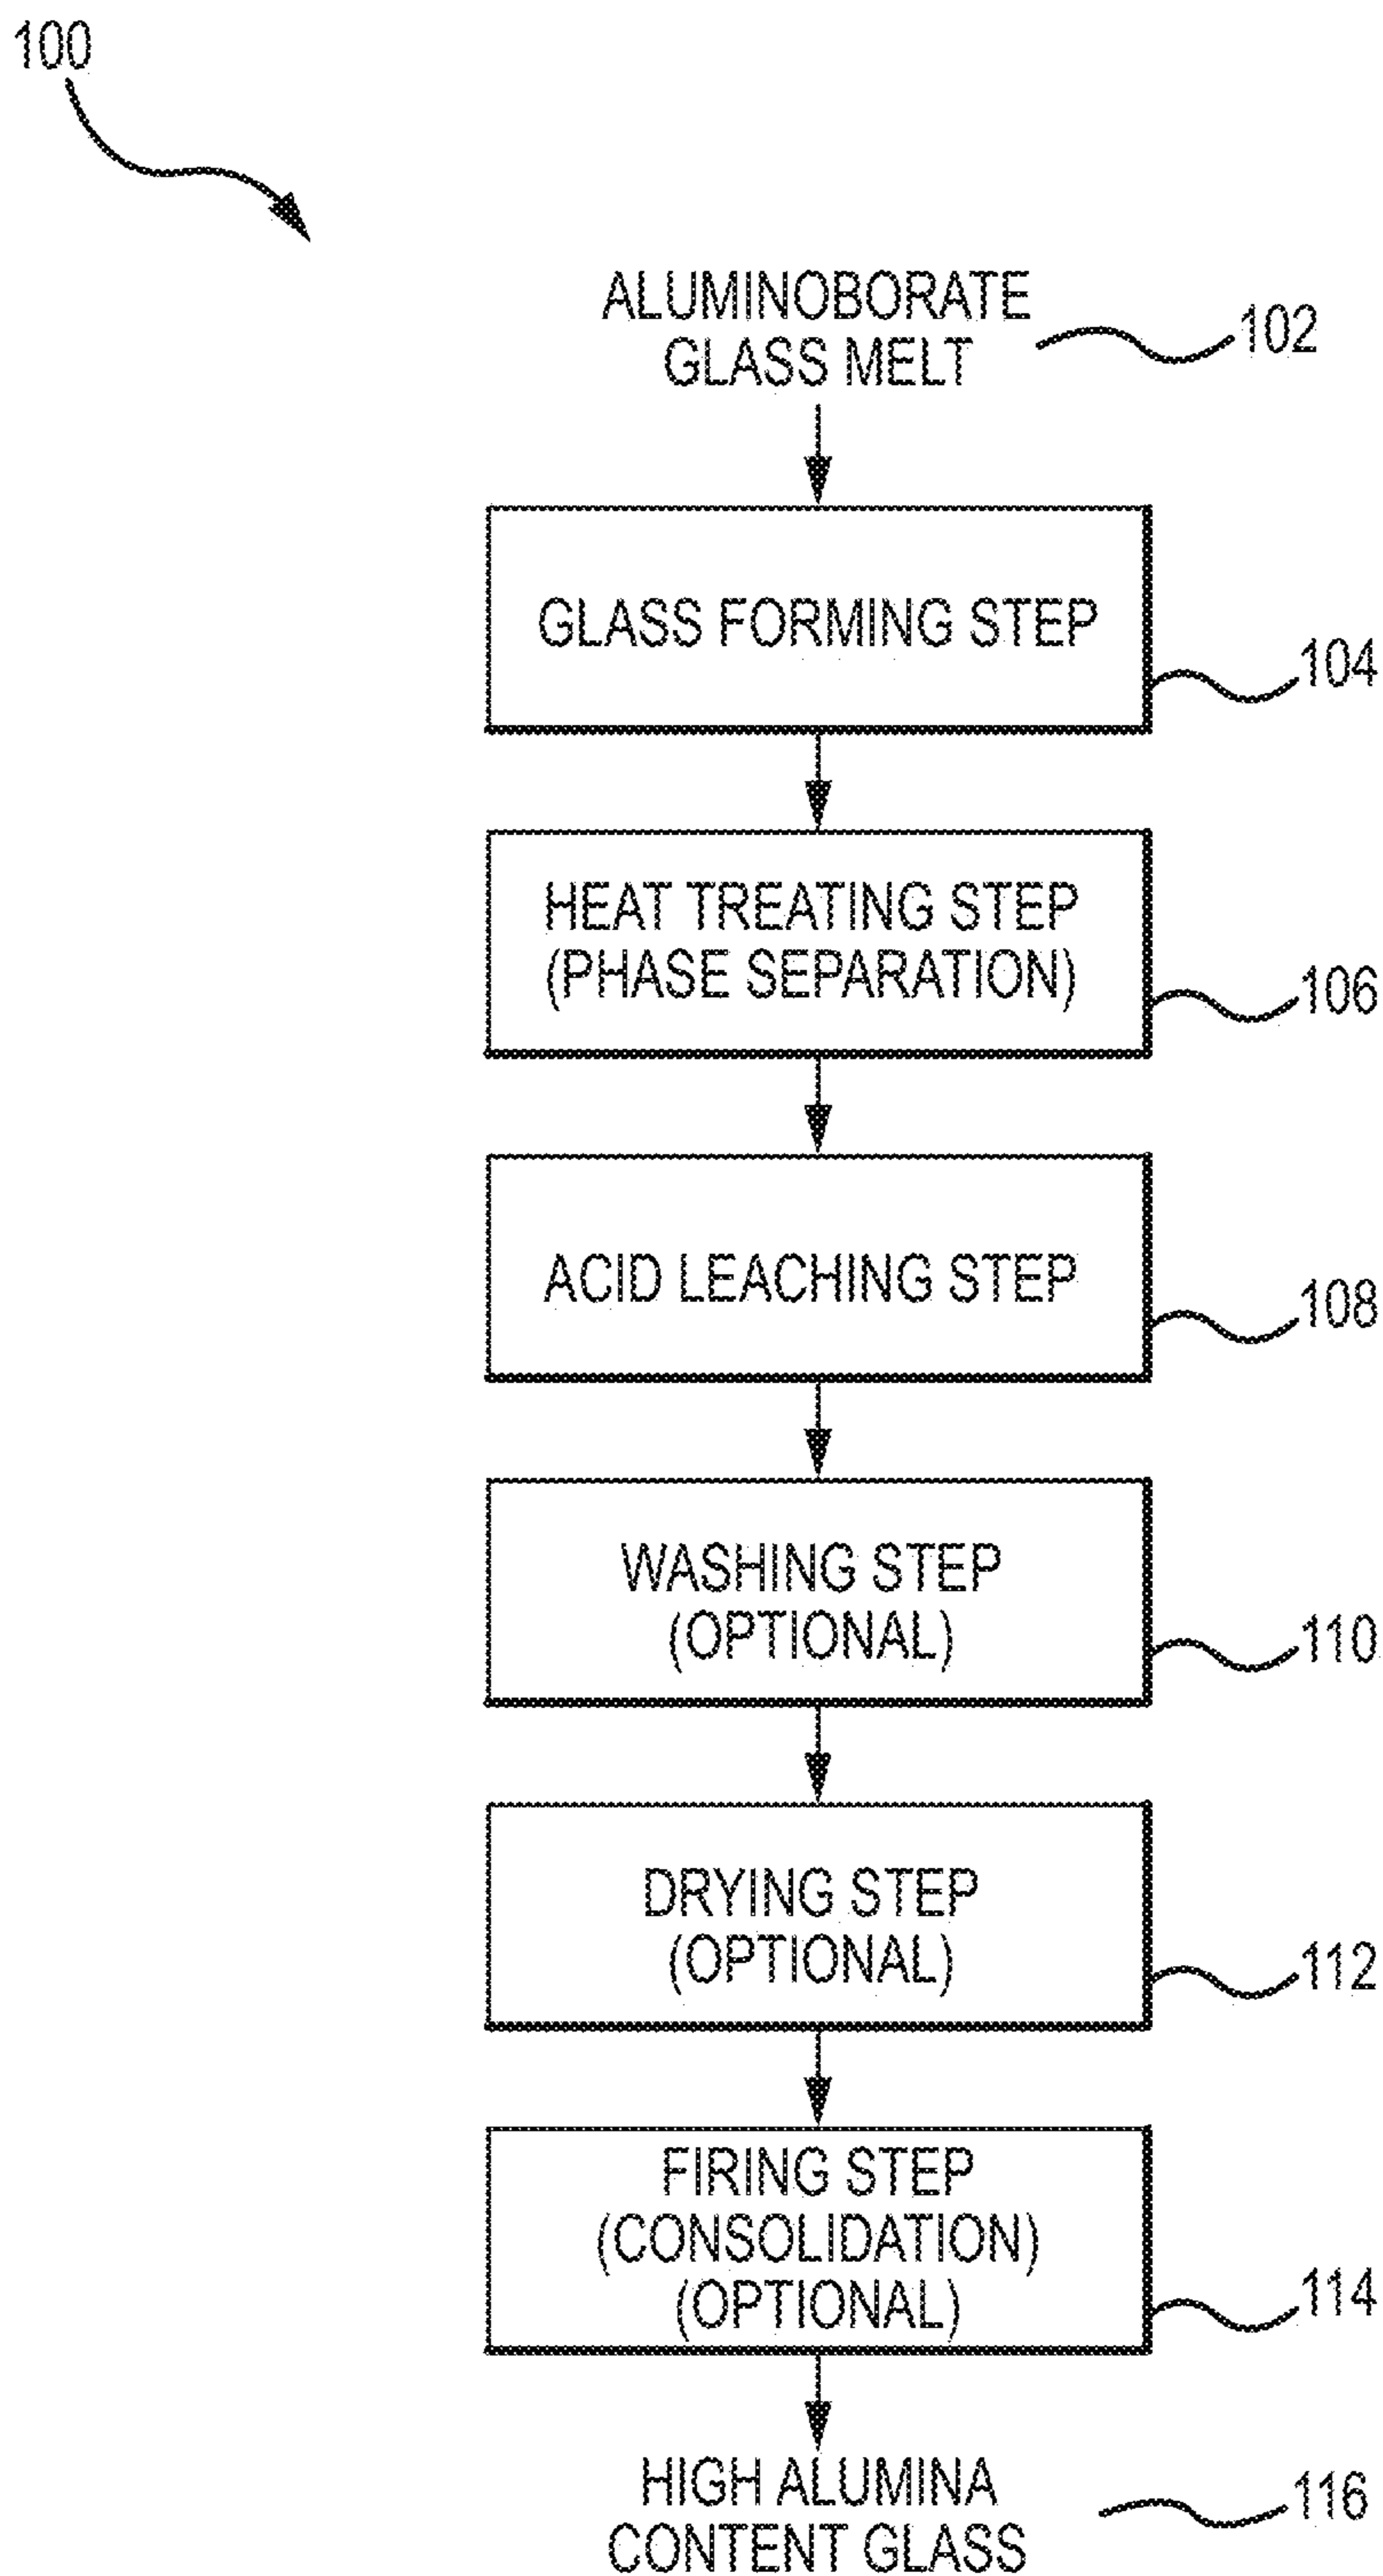 100
ALUMINOBORATE
GLASS MELT
102
GLASS FORMING STEP
104
HEAT TREATING STEP
(PHASE SEPARATION)
106
ACID LEACHING STEP
108
WASHING STEP
(OPTIONAL)
110
DRYING STEP
(OPTIONAL)
112
FIRING STEP
(CONSOLIDATION)
(OPTIONAL)
114
HIGH ALUMINA
CONTENT GLASS
116